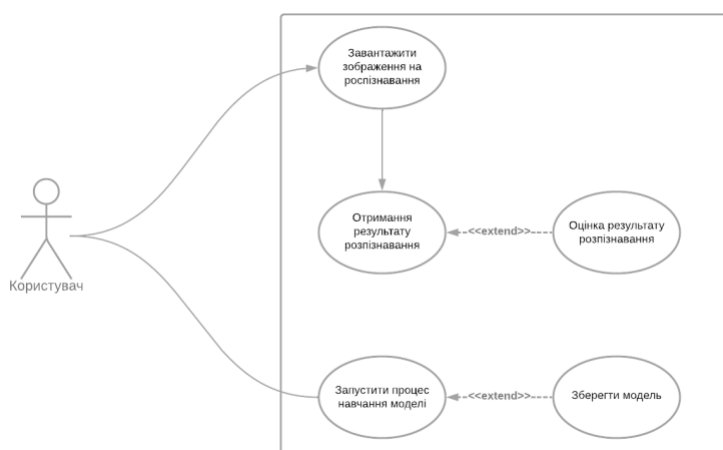 Завантажити
зображення на
роспізнавання
Отримання
результату
розпізнавання
<<extend>>
Оцінка результату
розпізнавання
Користувач
Запустити процес
навчання моделі
<<extend>>
Зберегти модель